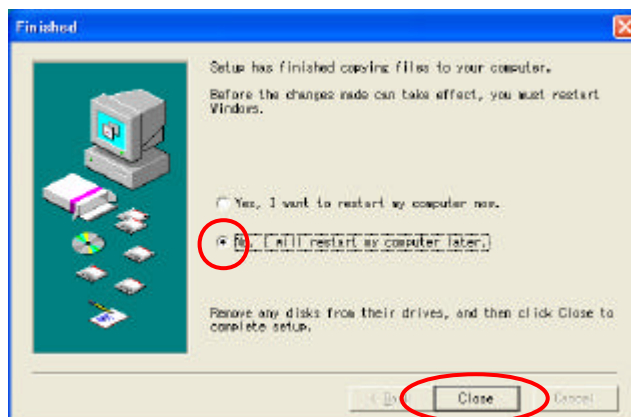 Finished
Setup has finished copying files to your computer.
Before the changes made can take effect, you must restart
Windows.
Yes, I want to restart my computer now.
No, I will restart my computer later.
Remove any disks from their drives, and then click Close to
complete setup.
< Back Close Cancel